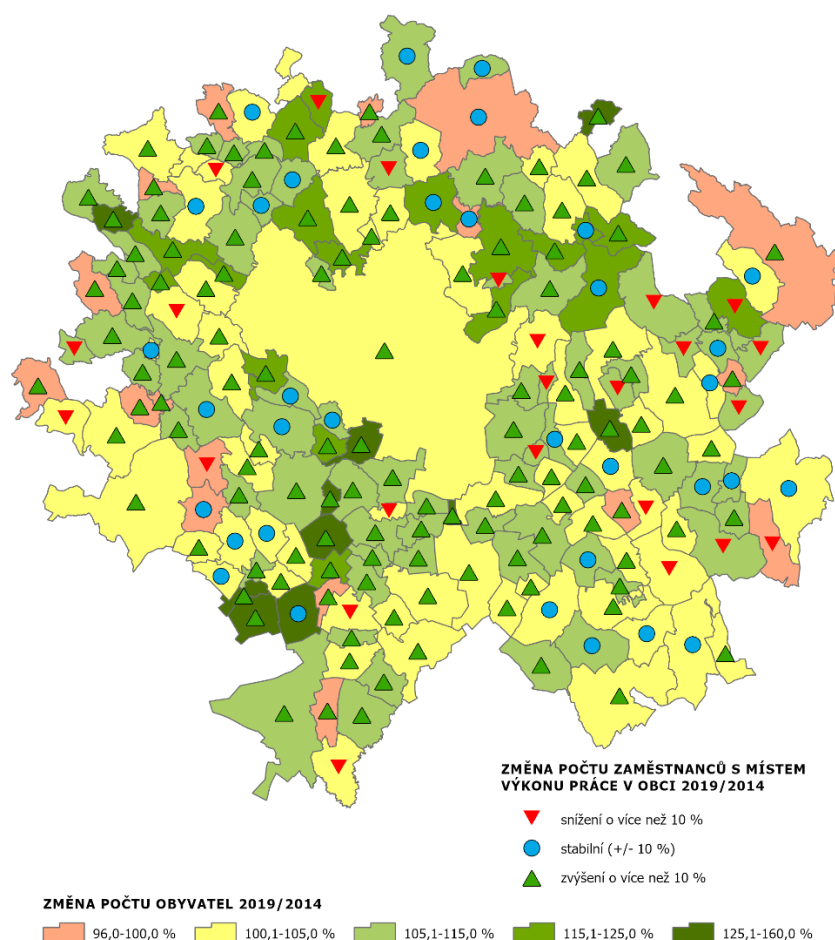 ZMĚNA POČTU ZAMĚSTNANCŮ S MÍSTEM
VÝKONU PRÁCE V OBCI 2019/2014
snížení o více než 10 %
stabilní (+/- 10 %)
zvýšení o více než 10 %
ZMĚNA POČTU OBYVATEL 2019/2014
96,0-100,0 % 100,1-105,0 % 105,1-115,0 % 115,1-125,0 % 125,1-160,0 %